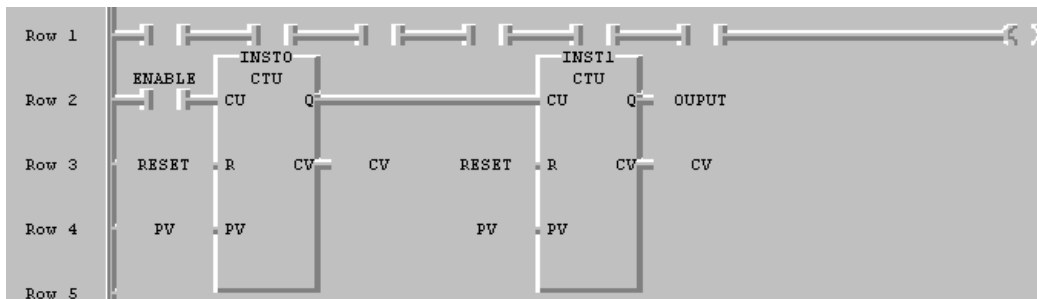 Row 1
INST0 INST1
ENABLE CTU CTU
Row 2 CU Q CU Q OUPUT
Row 3 RESET R CV CV RESET R CV CV
Row 4 PV PV PV PV
Row 5